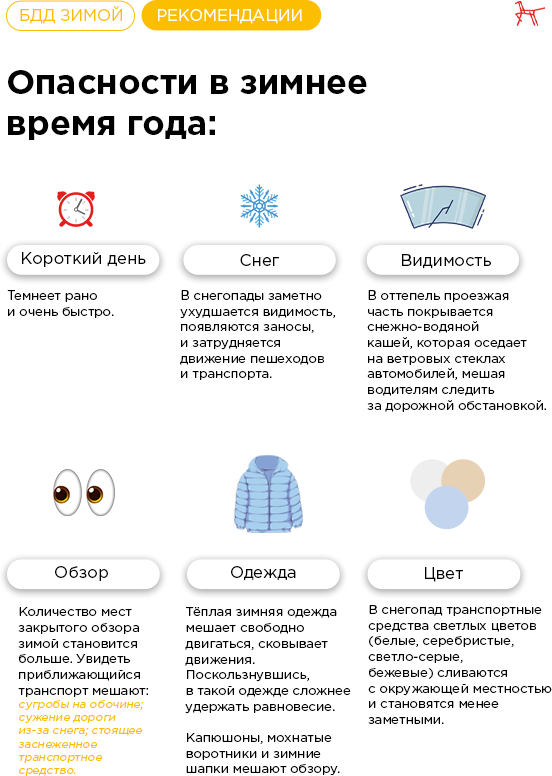 БДД ЗИМОЙ
РЕКОМЕНДАЦИИ
Опасности в зимнее
время года:
Короткий день
Темнеет рано
и очень быстро.
Снег
В снегопады заметно
ухудшается видимость,
появляются заносы,
и затрудняется
движение пешеходов
и транспорта.
Видимость
В оттепель проезжая
часть покрывается
снежно-водяной
кашей, которая оседает
на ветровых стеклах
автомобилей, мешая
водителям следить
за дорожной обстановкой.
Обзор
Количество мест
закрытого обзора
зимой становится
больше. Увидеть
приближающийся
транспорт мешают:
сугробы на обочине;
сужение дороги
из-за снега; стоящее
заснеженное
транспортное
средство.
Одежда
Тёплая зимняя одежда
мешает свободно
двигаться, сковывает
движения.
Поскользнувшись,
в такой одежде сложнее
удержать равновесие.
Капюшоны, мохнатые
воротники и зимние
шапки мешают обзору.
Цвет
В снегопад транспортные
средства светлых цветов
(белые, серебристые,
светло-серые,
бежевые) сливаются
с окружающей местностью
и становятся менее
заметными.